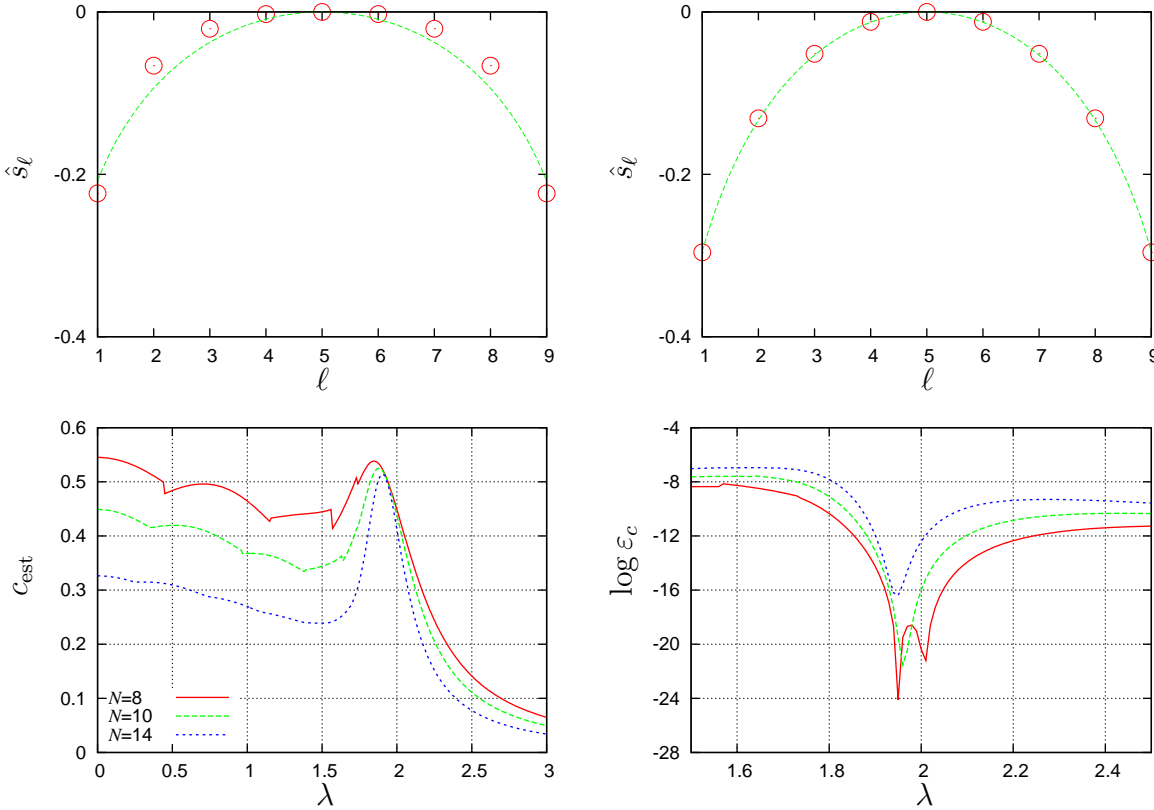 0
-0.2
-0.4
ŝ_ℓ
1 2 3 4 5 6 7 8 9
ℓ
0
-0.2
-0.4
ŝ_ℓ
1 2 3 4 5 6 7 8 9
ℓ
0.6
0.5
0.4
0.3
0.2
0.1
0
c_est
N=8
N=10
N=14
0 0.5 1 1.5 2 2.5 3
λ
-4
-8
-12
-16
-20
-24
-28
log ε_c
1.6 1.8 2 2.2 2.4
λ